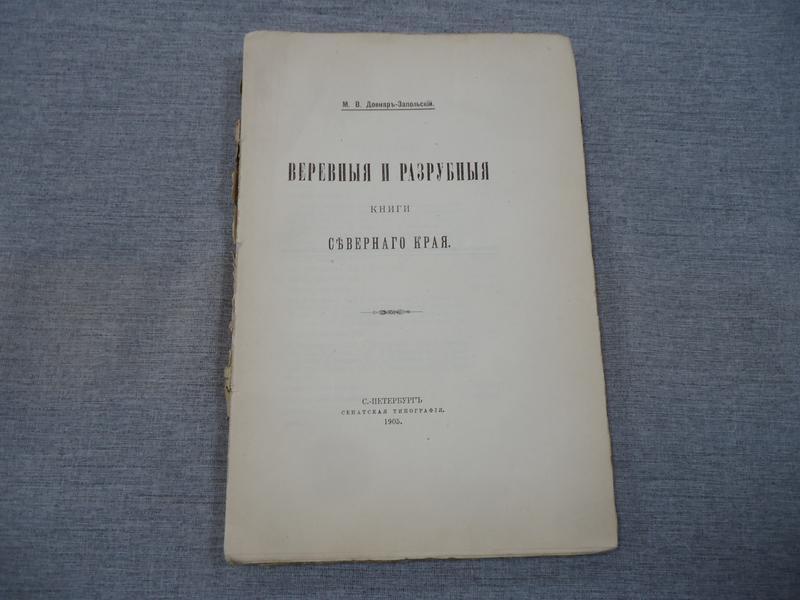 М. В. Довнаръ-Запольскій.
ВЕРЕВНЫЯ И РАЗРУБНЫЯ
КНИГИ
СѢВЕРНАГО КРАЯ.
С.-ПЕТЕРБУРГЪ
СЕНАТСКАЯ ТИПОГРАФІЯ.
1905.